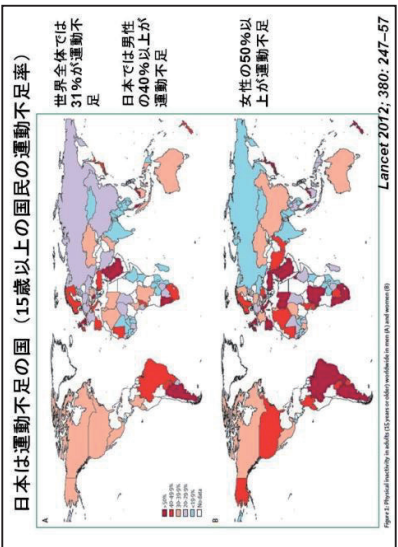 日本は運動不足の国 (15歳以上の国民の運動不足率)
世界全体では
31%が運動不
足
日本では男性
の40%以上が
運動不足
女性の50%以
上が運動不足
A
B
No data
Figure 1: Physical inactivity in adults (15 years or older) worldwide in men (A) and women (B)
Lancet 2012; 380: 247–57